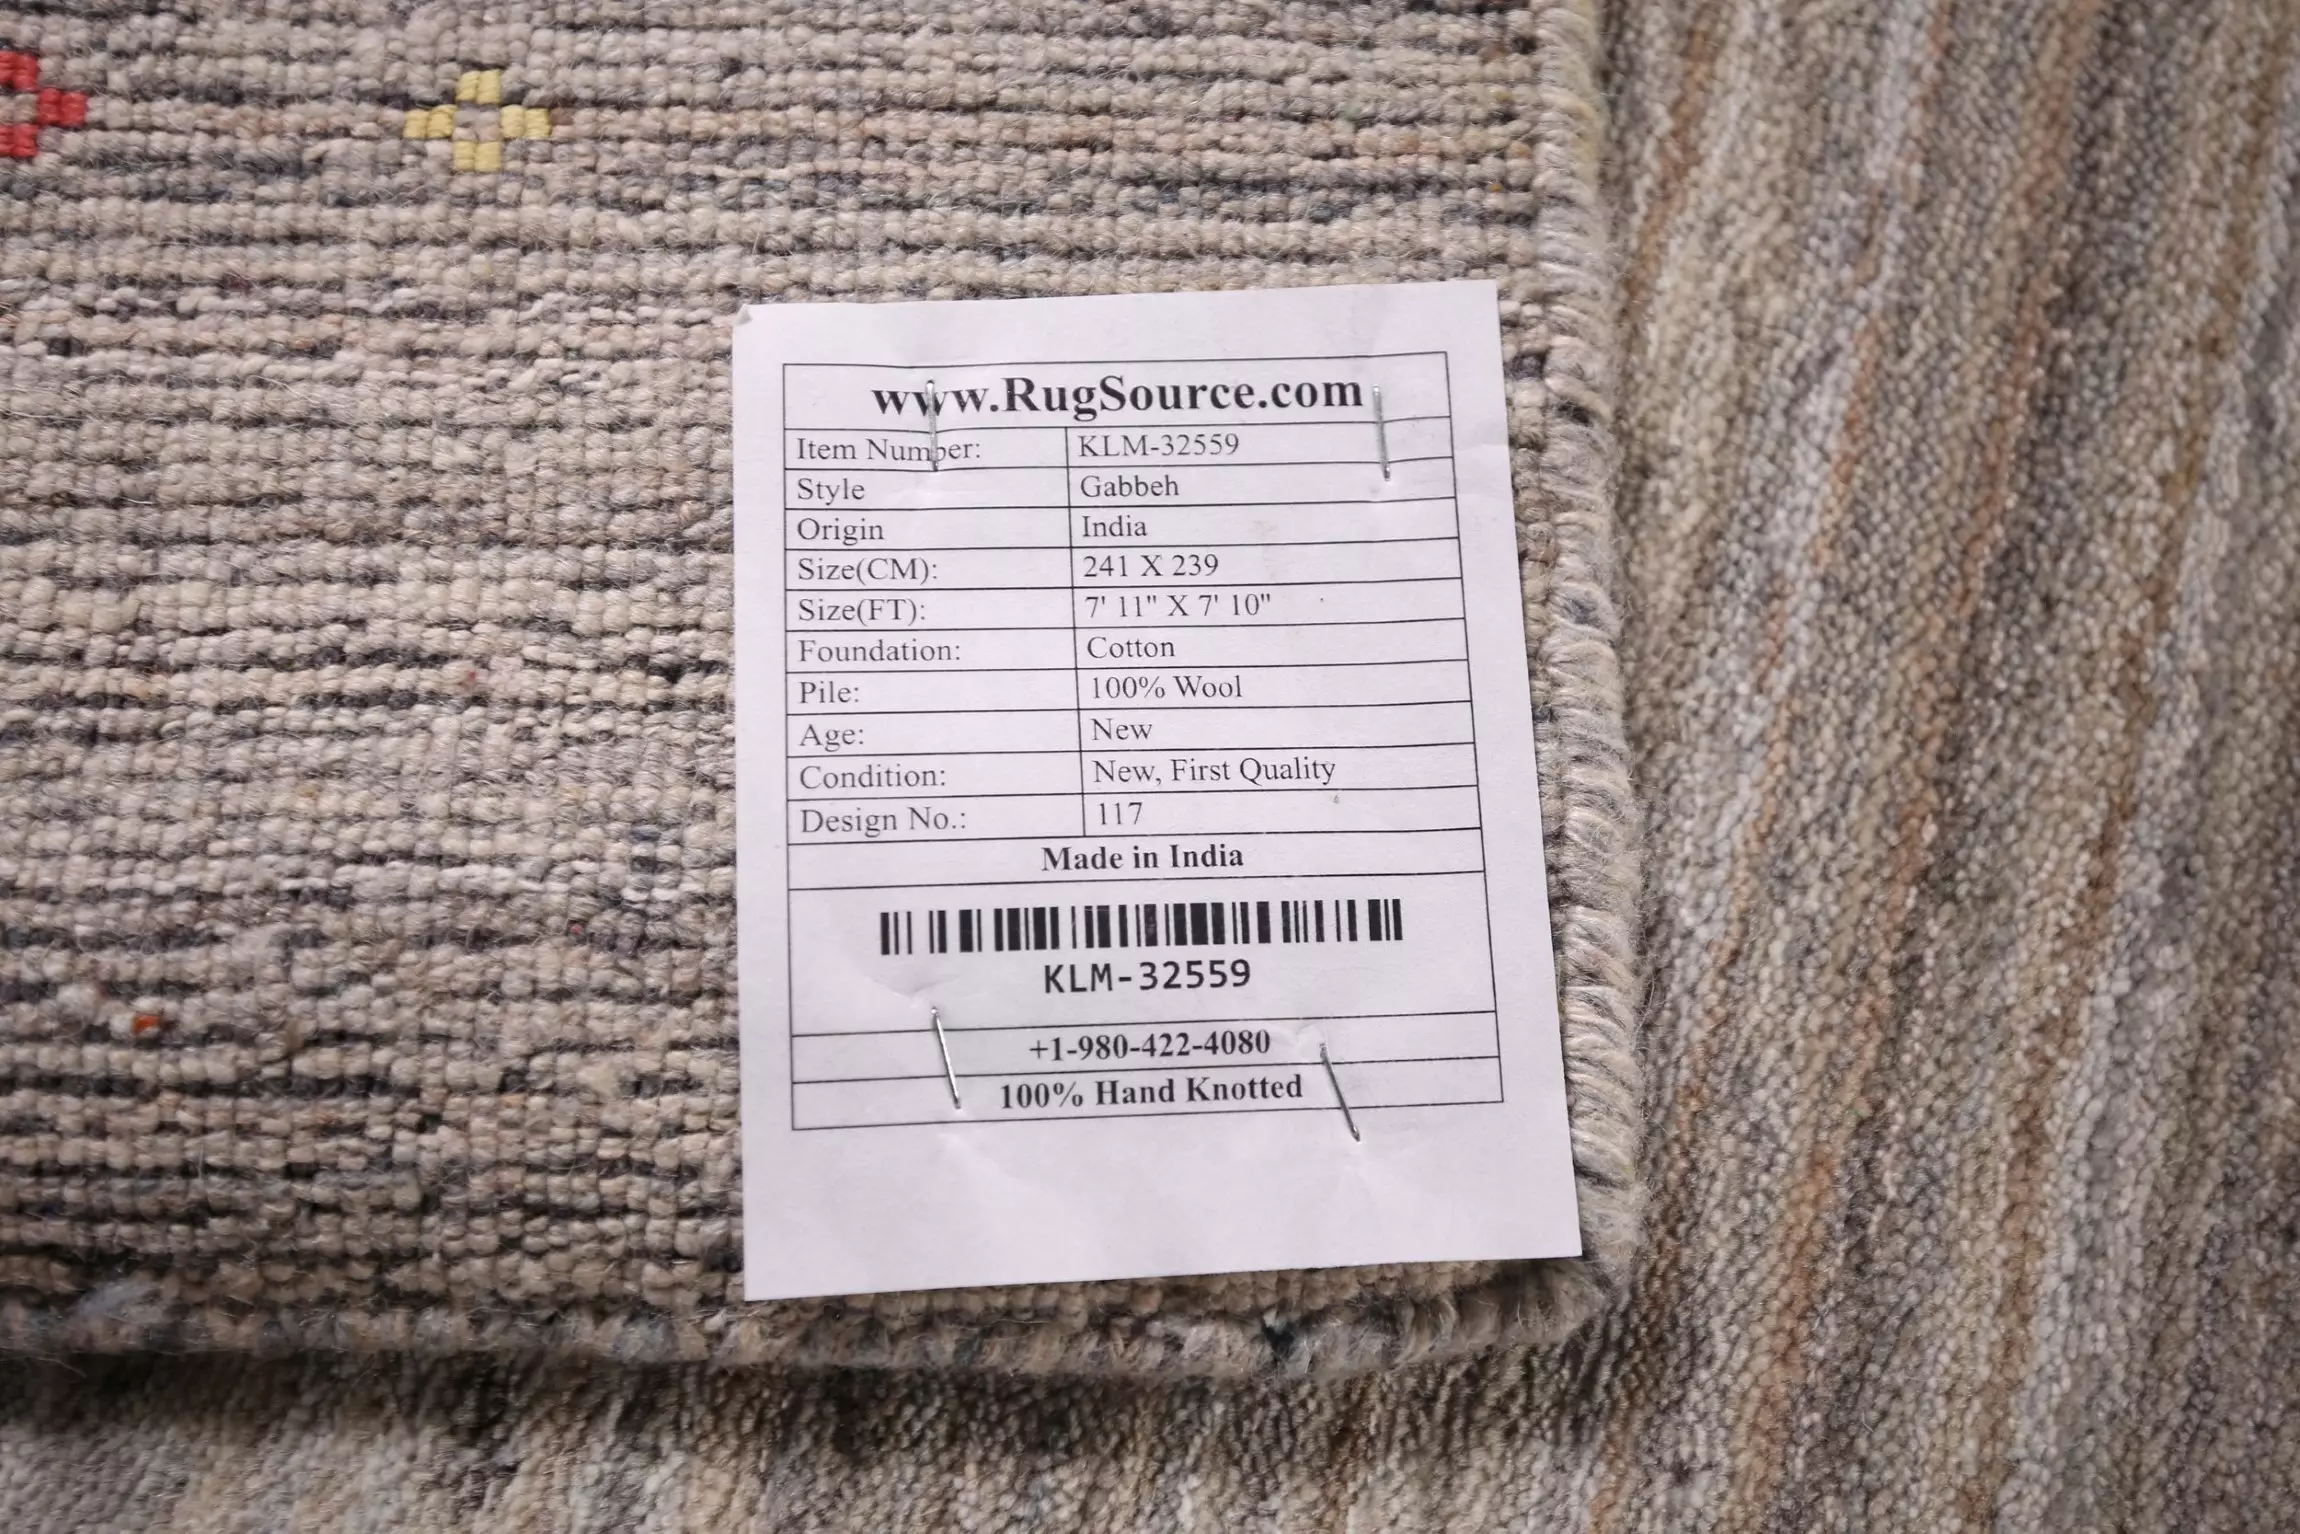 www.RugSource.com
Item Number: KLM-32559
Style Gabbeh
Origin India
Size(CM): 241 X 239
Size(FT): 7' 11" X 7' 10"
Foundation: Cotton
Pile: 100% Wool
Age: New
Condition: New, First Quality
Design No.: 117
Made in India
KLM-32559
+1-980-422-4080
100% Hand Knotted